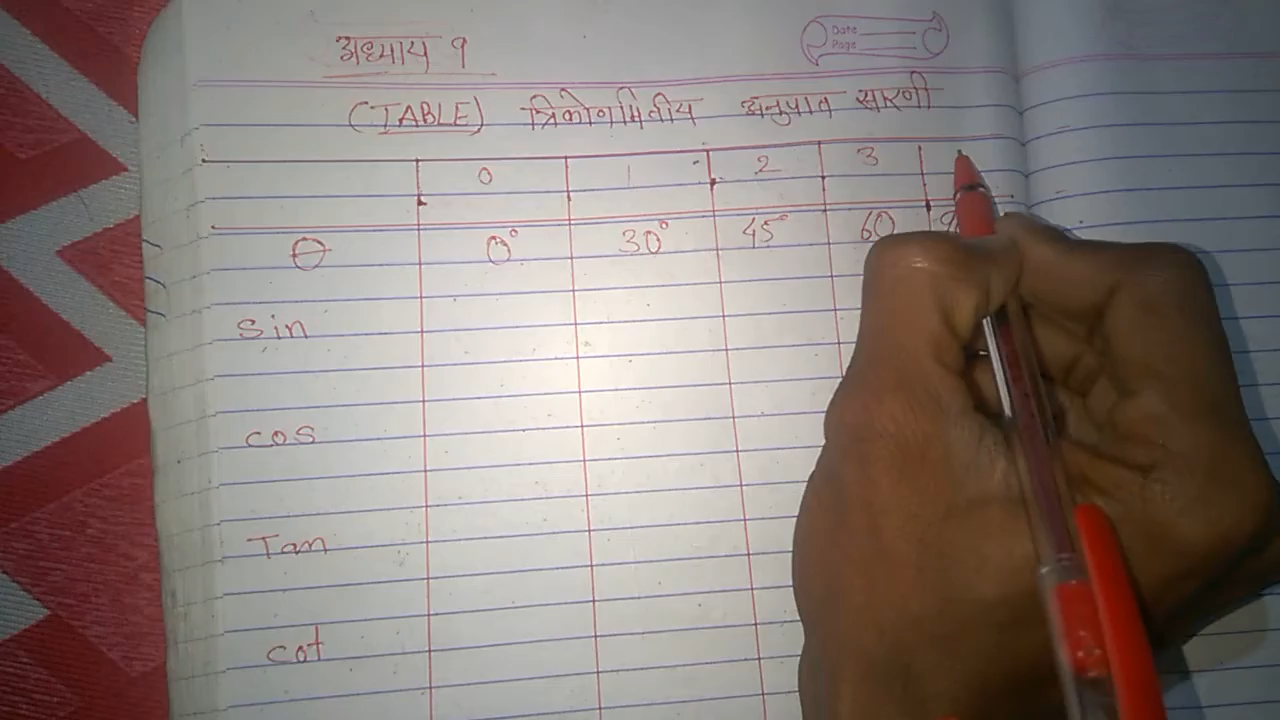 अध्याय १
Date
Page
(TABLE) त्रिकोणमितीय अनुपात सारणी
0 1 2 3
θ 0° 30° 45° 60
Sin
cos
Tan
cot